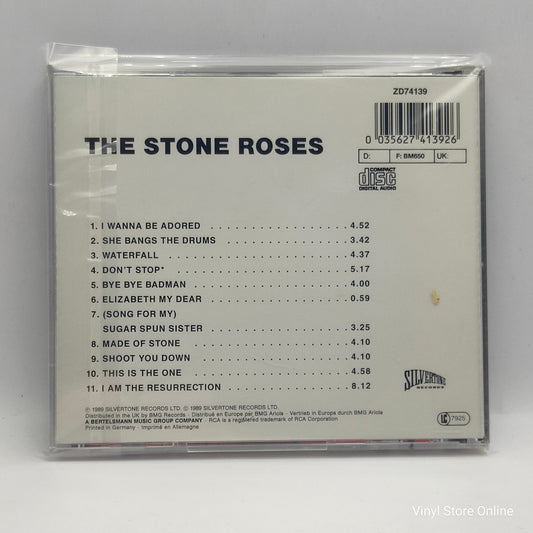 ZD74139
0 035627 413926
D: F: BM650 UK:
THE STONE ROSES
COMPACT
disc
DIGITAL AUDIO
1. I WANNA BE ADORED . . . . . . . . . . . . . . . . . 4.52
2. SHE BANGS THE DRUMS . . . . . . . . . . . . . . . 3.42
3. WATERFALL . . . . . . . . . . . . . . . . . . . . . . . 4.37
4. DON'T STOP* . . . . . . . . . . . . . . . . . . . . . . 5.17
5. BYE BYE BADMAN . . . . . . . . . . . . . . . . . . . 4.00
6. ELIZABETH MY DEAR . . . . . . . . . . . . . . . . . 0.59
7. (SONG FOR MY)
SUGAR SPUN SISTER . . . . . . . . . . . . . . . . . 3.25
8. MADE OF STONE . . . . . . . . . . . . . . . . . . . . 4.10
9. SHOOT YOU DOWN . . . . . . . . . . . . . . . . . . 4.10
10. THIS IS THE ONE . . . . . . . . . . . . . . . . . . . 4.58
11. I AM THE RESURRECTION . . . . . . . . . . . . . . 8.12
SILVERTONE
RECORDS
℗ 1989 SILVERTONE RECORDS LTD. © 1989 SILVERTONE RECORDS LTD.
Distributed in the UK by BMG Records · Distribué en Europe par BMG Ariola · Vertrieb in Europa durch BMG Ariola
A BERTELSMANN MUSIC GROUP COMPANY · RCA is a registered trademark of RCA Corporation
Printed in Germany · Imprimé en Allemagne
LC 7925
Vinyl Store Online